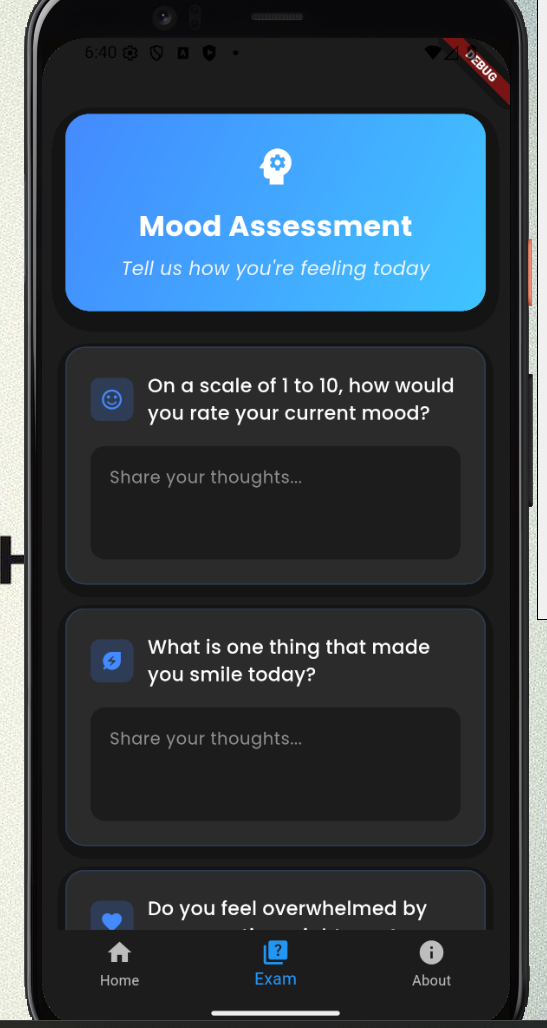 6:40
DEBUG
Mood Assessment
Tell us how you're feeling today
On a scale of 1 to 10, how would
you rate your current mood?
Share your thoughts...
What is one thing that made
you smile today?
Share your thoughts...
Do you feel overwhelmed by
Home
Exam
About